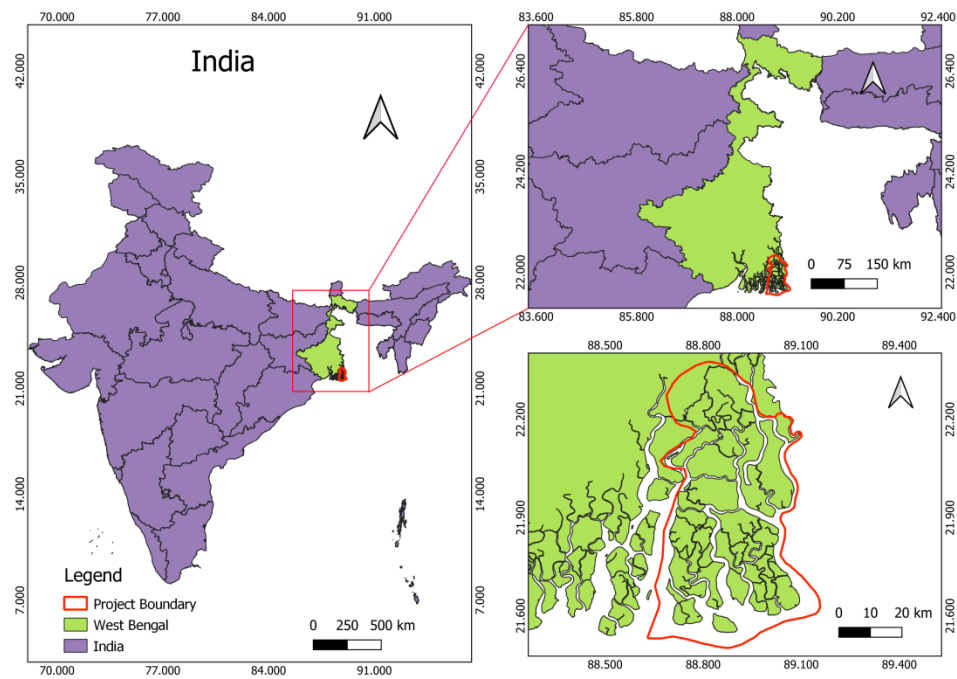 70.000 77.000 84.000 91.000
India
42.000 42.000
35.000 35.000
28.000 28.000
21.000 21.000
14.000 14.000
7.000 7.000
Legend
Project Boundary
West Bengal
India
0 250 500 km
70.000 77.000 84.000 91.000
83.600 85.800 88.000 90.200 92.400
26.400 26.400
24.200 24.200
22.000 22.000
0 75 150 km
83.600 85.800 88.000 90.200 92.400
88.500 88.800 89.100 89.400
22.200 22.200
21.900 21.900
21.600 21.600
0 10 20 km
88.500 88.800 89.100 89.400